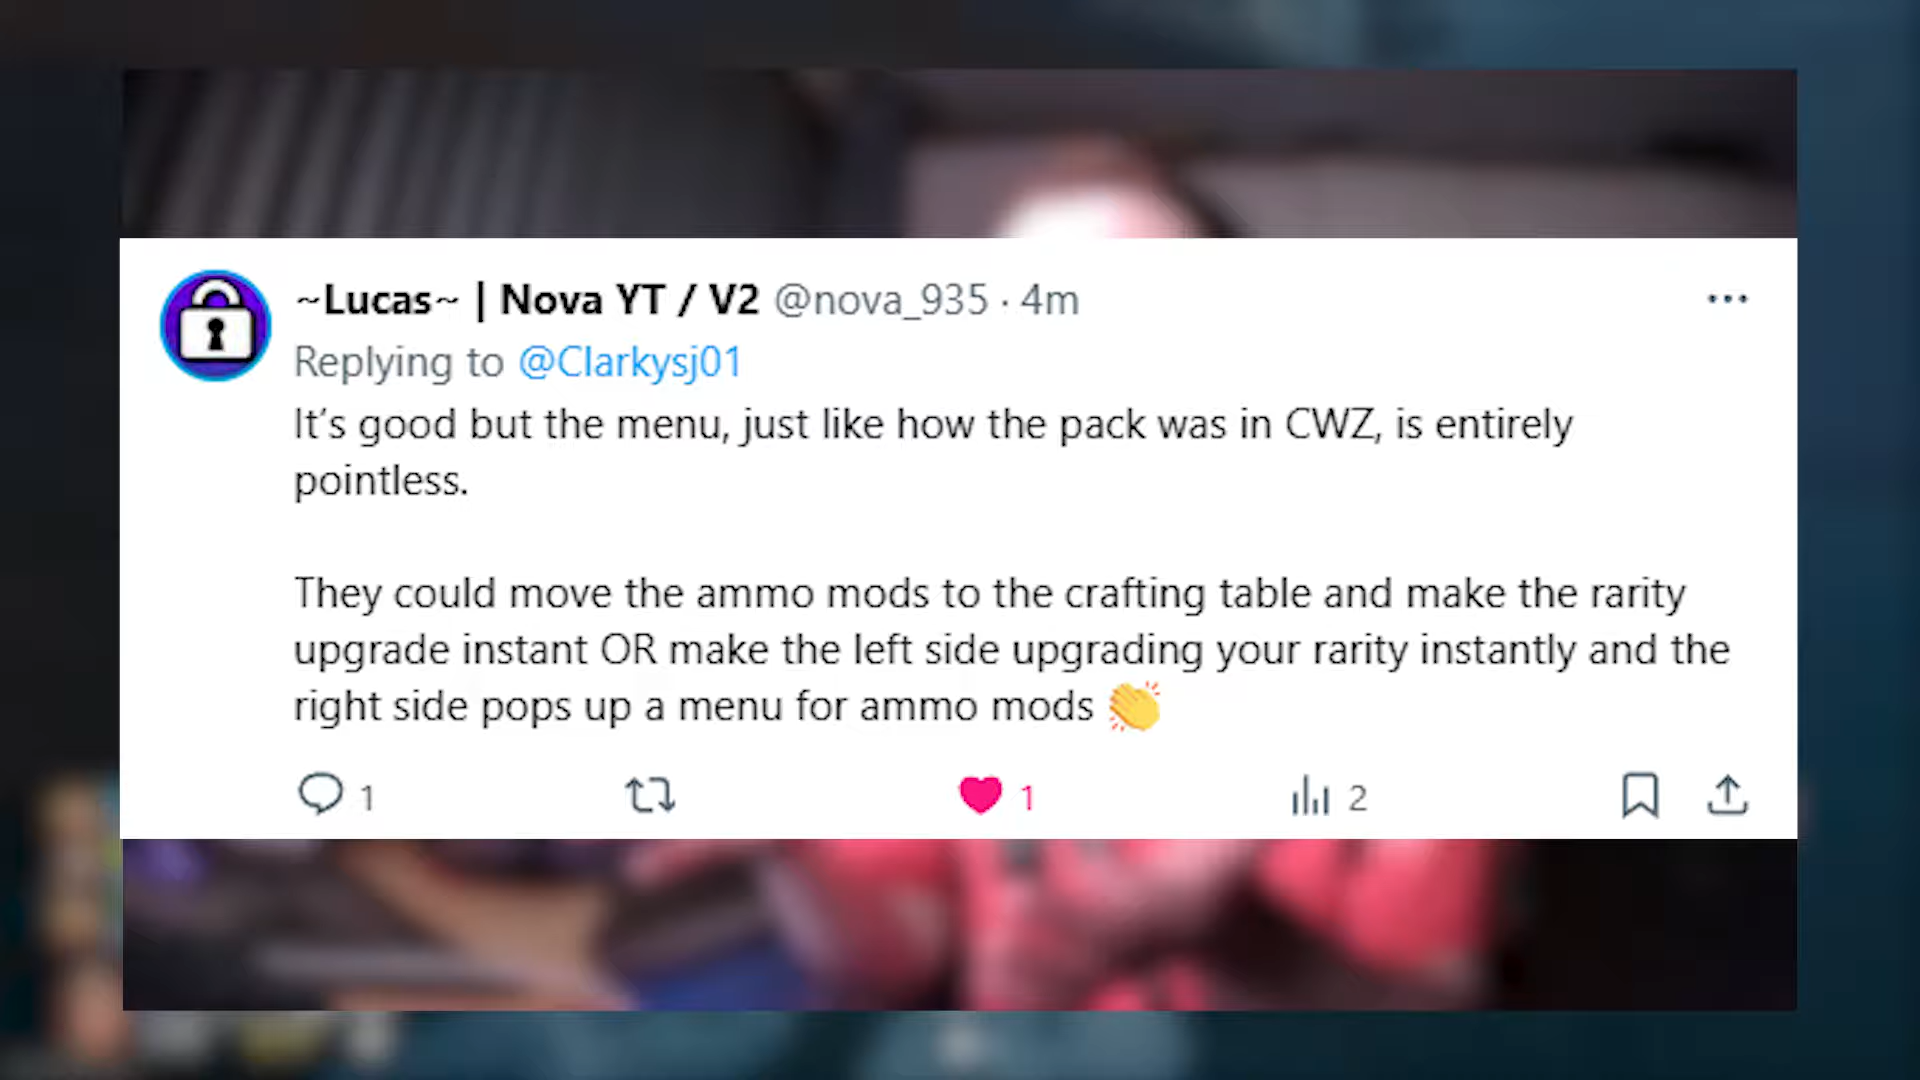 ~Lucas~ | Nova YT / V2 @nova_935 · 4m
Replying to @Clarkysj01
It’s good but the menu, just like how the pack was in CWZ, is entirely
pointless.
They could move the ammo mods to the crafting table and make the rarity
upgrade instant OR make the left side upgrading your rarity instantly and the
right side pops up a menu for ammo mods 👏
1 1 2